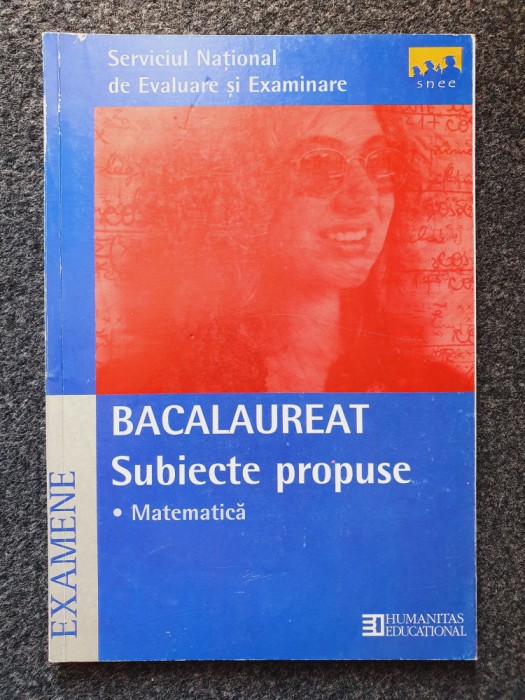 Serviciul Național
de Evaluare și Examinare
snee
BACALAUREAT
Subiecte propuse
• Matematică
EXAMENE
HUMANITAS
EDUCATIONAL